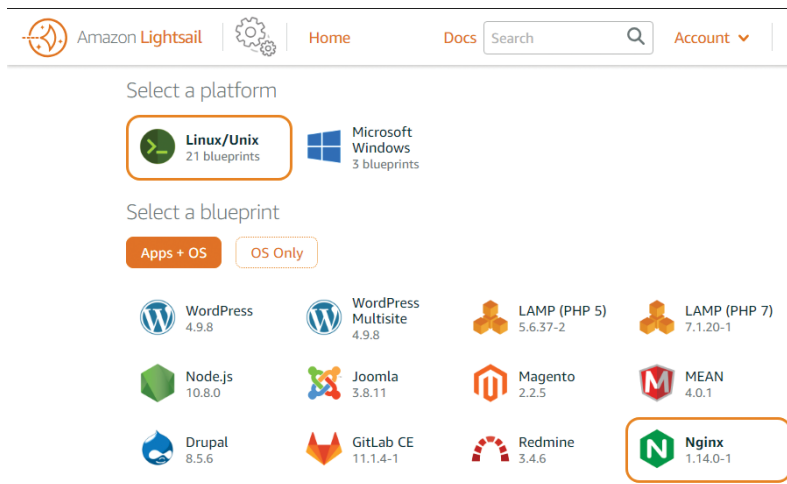 Amazon Lightsail
Home
Docs
Search
Account
Select a platform
Linux/Unix
21 blueprints
Microsoft
Windows
3 blueprints
Select a blueprint
Apps + OS
OS Only
WordPress
4.9.8
WordPress
Multisite
4.9.8
LAMP (PHP 5)
5.6.37-2
LAMP (PHP 7)
7.1.20-1
Node.js
10.8.0
Joomla
3.8.11
Magento
2.2.5
MEAN
4.0.1
Drupal
8.5.6
GitLab CE
11.1.4-1
Redmine
3.4.6
Nginx
1.14.0-1